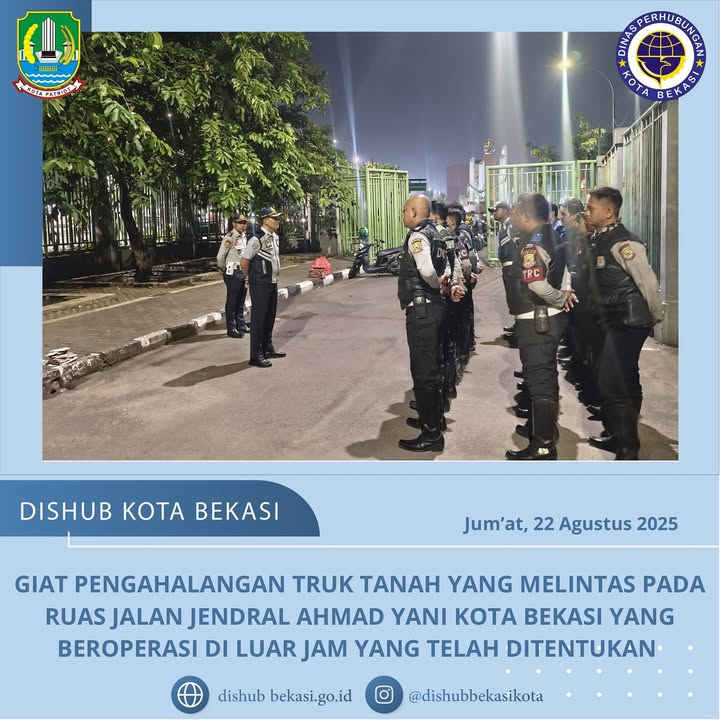 KOTA PATRIOT
DINAS PERHUBUNGAN
KOTA BEKASI
TRC
DISHUB KOTA BEKASI
Jum'at, 22 Agustus 2025
GIAT PENGAHALANGAN TRUK TANAH YANG MELINTAS PADA
RUAS JALAN JENDRAL AHMAD YANI KOTA BEKASI YANG
BEROPERASI DI LUAR JAM YANG TELAH DITENTUKAN
dishub bekasi.go.id
@dishubbekasikota